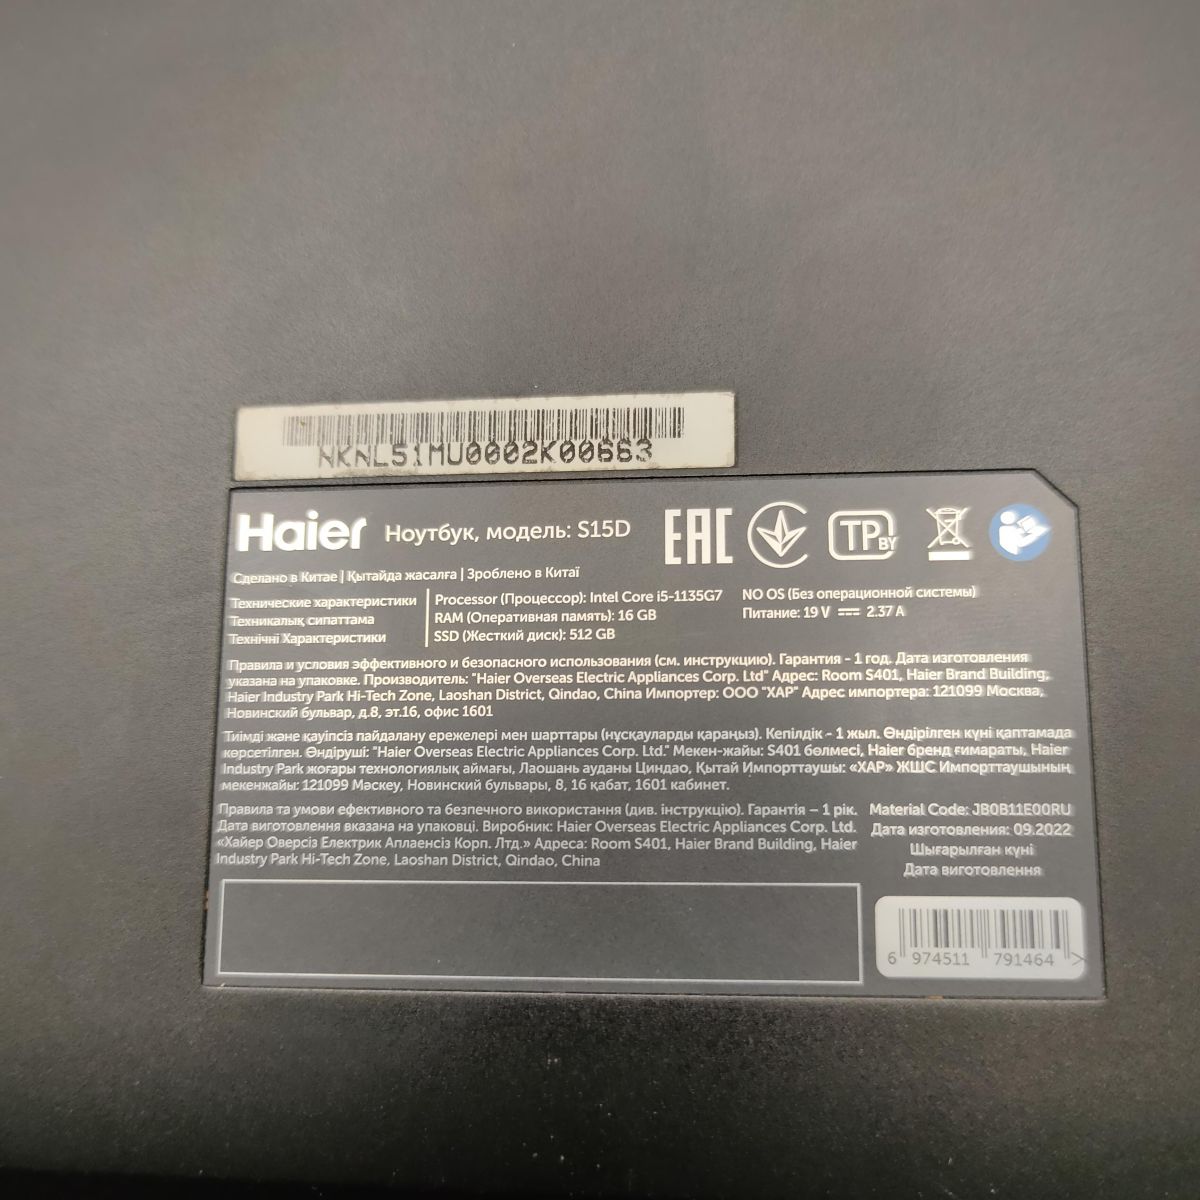 NKNL51MU0002K00663
Haier Ноутбук, модель: S15D EAC TP BY
Сделано в Китае | Қытайда жасалға | Зроблено в Китаї
Технические характеристики
Техникалық сипаттама
Технічні Характеристики
Processor (Процессор): Intel Core i5-1135G7
RAM (Оперативная память): 16 GB
SSD (Жесткий диск): 512 GB
NO OS (Без операционной системы)
Питание: 19 V ⎓ 2.37 A
Правила и условия эффективного и безопасного использования (см. инструкцию). Гарантия - 1 год. Дата изготовления
указана на упаковке. Производитель: "Haier Overseas Electric Appliances Corp. Ltd" Адрес: Room S401, Haier Brand Building,
Haier Industry Park Hi-Tech Zone, Laoshan District, Qindao, China Импортер: ООО "ХАР" Адрес импортера: 121099 Москва,
Новинский бульвар, д.8, эт.16, офис 1601
Тиімді және қауіпсіз пайдалану ережелері мен шарттары (нұсқауларды қараңыз). Кепілдік - 1 жыл. Өндірілген күні қаптамада
көрсетілген. Өндіруші: "Haier Overseas Electric Appliances Corp. Ltd." Мекен-жайы: S401 бөлмесі, Haier бренд ғимараты, Haier
Industry Park жоғары технологиялық аймағы, Лаошань ауданы Циндао, Қытай Импорттаушы: «ХАР» ЖШС Импорттаушының
мекенжайы: 121099 Мәскеу, Новинский бульвары, 8, 16 қабат, 1601 кабинет.
Правила та умови ефективного та безпечного використання (див. інструкцію). Гарантія – 1 рік.
Дата виготовлення вказана на упаковці. Виробник: Haier Overseas Electric Appliances Corp. Ltd.
«Хайер Оверсіз Електрик Аплаенсіз Корп. Лтд.» Адреса: Room S401, Haier Brand Building, Haier
Industry Park Hi-Tech Zone, Laoshan District, Qindao, China
Material Code: JB0B11E00RU
Дата изготовления: 09.2022
Шығарылған күні
Дата виготовлення
6 974511 791464 >